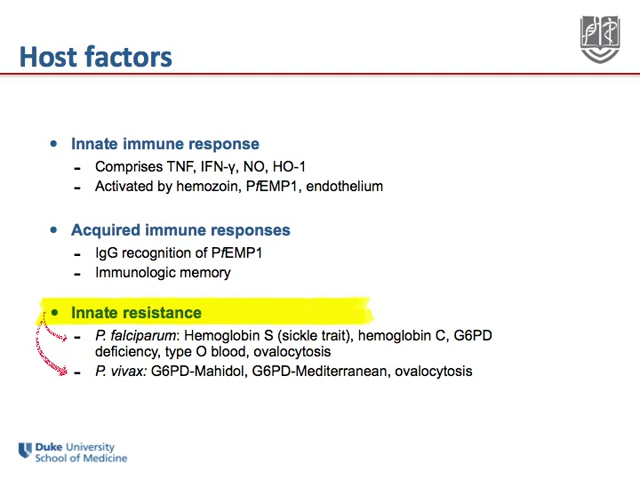 Host factors
• Innate immune response
- Comprises TNF, IFN-γ, NO, HO-1
- Activated by hemozoin, PfEMP1, endothelium
• Acquired immune responses
- IgG recognition of PfEMP1
- Immunologic memory
• Innate resistance
- P. falciparum: Hemoglobin S (sickle trait), hemoglobin C, G6PD
deficiency, type O blood, ovalocytosis
- P. vivax: G6PD-Mahidol, G6PD-Mediterranean, ovalocytosis
Duke University
School of Medicine